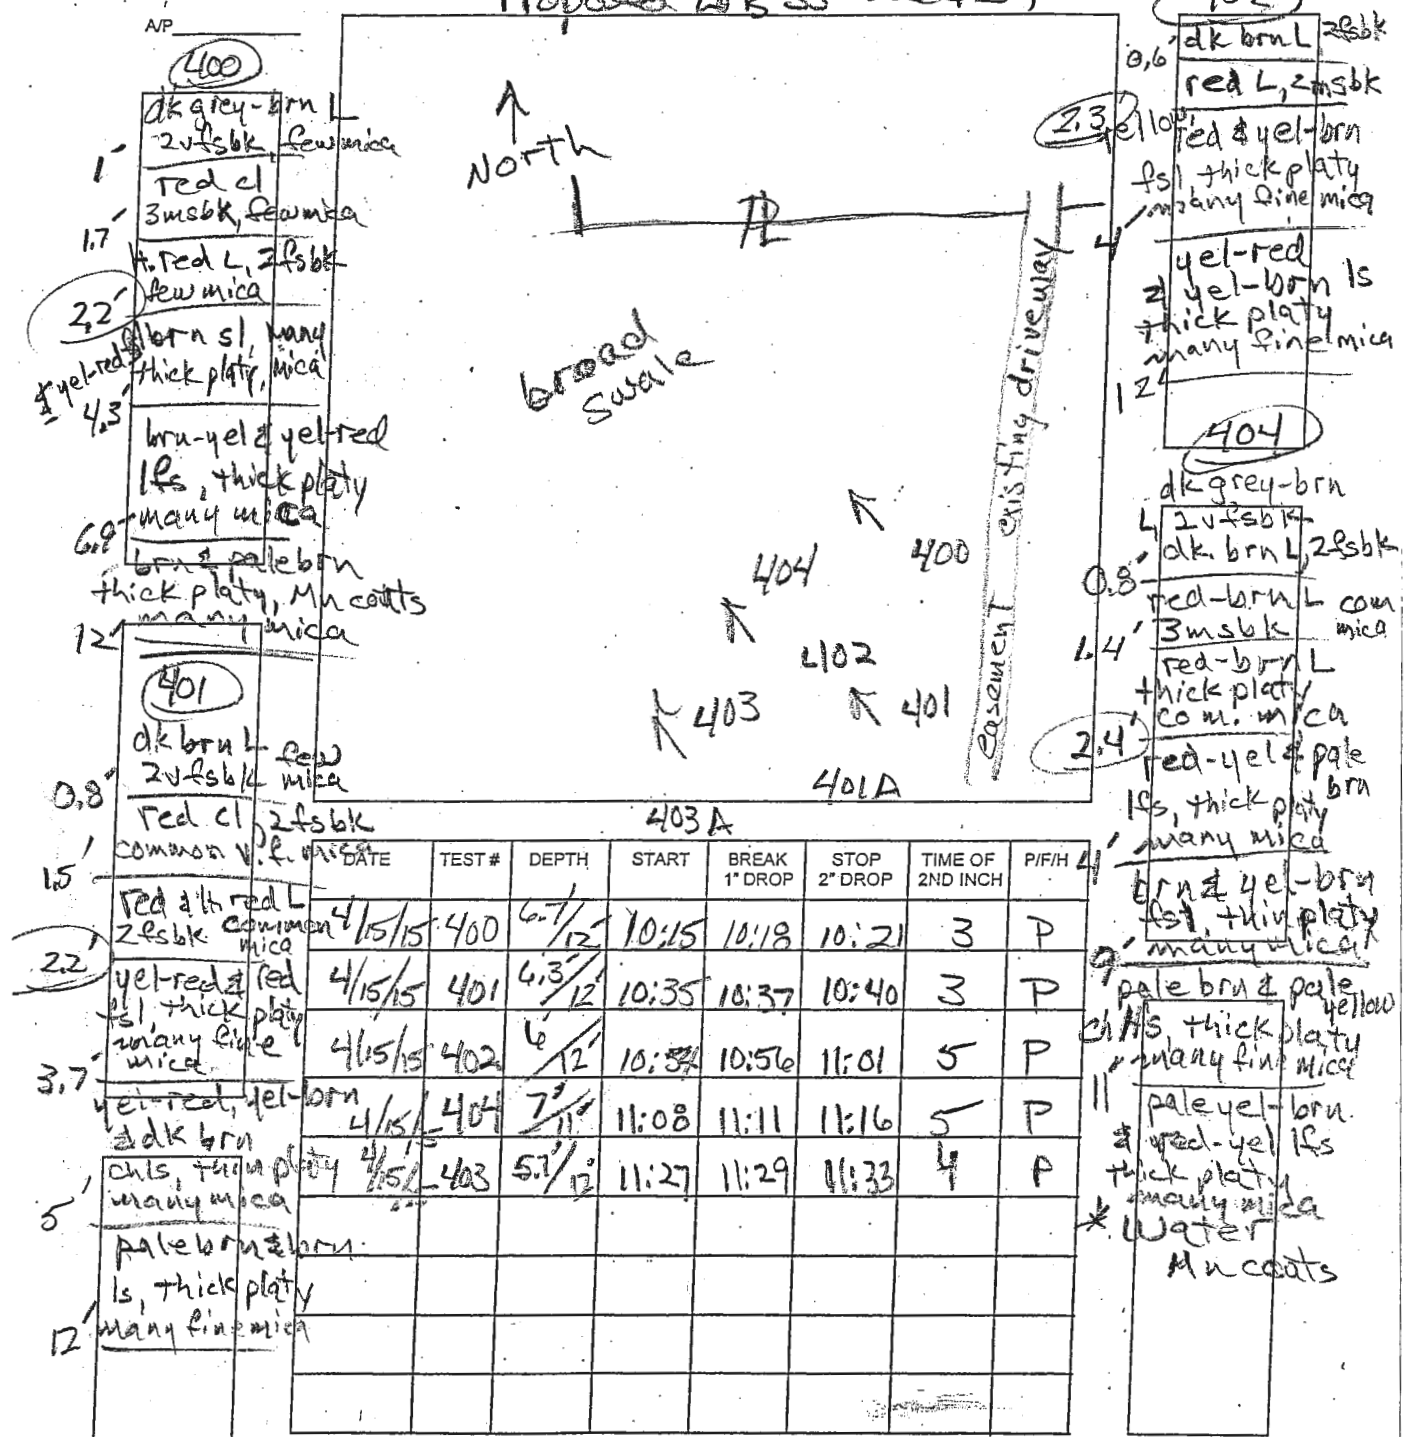 A/P
400
dk grey-brn L
2vfsbk, few mica
1'
red cl
3msbk, few mica
1.7'
lt. red L, 2fsbk
few mica
2.2'
brn sl, many
thick platy, mica
& yel-red
4.3'
brn-yel & yel-red
lfs, thick platy
many mica
6.9'
brn & pale brn
thick platy, Mn coats
many mica
12'
401
dk brn L few
2vfsbk mica
0.8'
red cl, 2fsbk
common v.f. mica
1.5'
red & lt red L
2fsbk common
mica
2.2'
yel-red & red
fsl, thick platy
many fine
mica
3.7'
yel-red, yel-brn
& dk brn
chls, thin platy
many mica
5'
pale brn & brn
ls, thick platy
many fine mica
12'
Proposed
North
PL
broad
swale
existing driveway
easement
400
404
402
403
401
401A
403A
DATE TEST # DEPTH START BREAK 1" DROP STOP 2" DROP TIME OF 2ND INCH P/F/H
4/15/15 400 6.7/12' 10:15 10:18 10:21 3 P
4/15/15 401 6.3'/12' 10:35 10:37 10:40 3 P
4/15/15 402 6'/12' 10:56 11:01 5 P
4/15/ 404 7'/11' 11:08 11:11 11:16 5 P
4/15/ 403 5.7'/12' 11:27 11:29 11:33 4 P
dk brn L 2fsbk
0.6'
red L, 2msbk
2.3'
yellow
red & yel-brn
fsl thick platy
many fine mica
4'
yel-red
& yel-brn ls
thick platy
many fine mica
12'
404
dk grey-brn
L 2vfsbk
dk. brn L, 2fsbk
0.8'
red-brn L com
3msbk mica
1.4'
red-brn L
thick platy
com. mica
2.4'
red-yel & pale
brn
lfs, thick platy
many mica
4'
brn & yel-brn
fsl, thin platy
many mica
9'
pale brn & pale
yellow
thick platy
many fine mica
11'
pale yel-brn
& red-yel lfs
thick platy
many mica
* Water
Mn coats